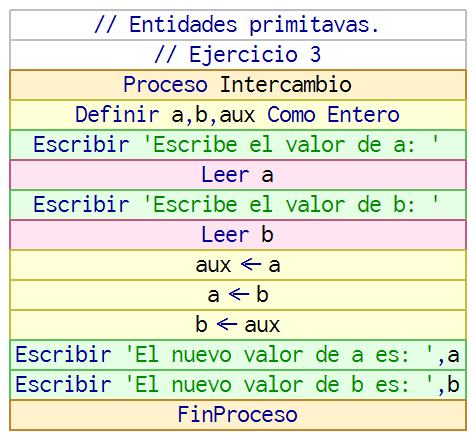 // Entidades primitavas.
// Ejercicio 3
Proceso Intercambio
Definir a,b,aux Como Entero
Escribir 'Escribe el valor de a: '
Leer a
Escribir 'Escribe el valor de b: '
Leer b
aux ← a
a ← b
b ← aux
Escribir 'El nuevo valor de a es: ',a
Escribir 'El nuevo valor de b es: ',b
FinProceso